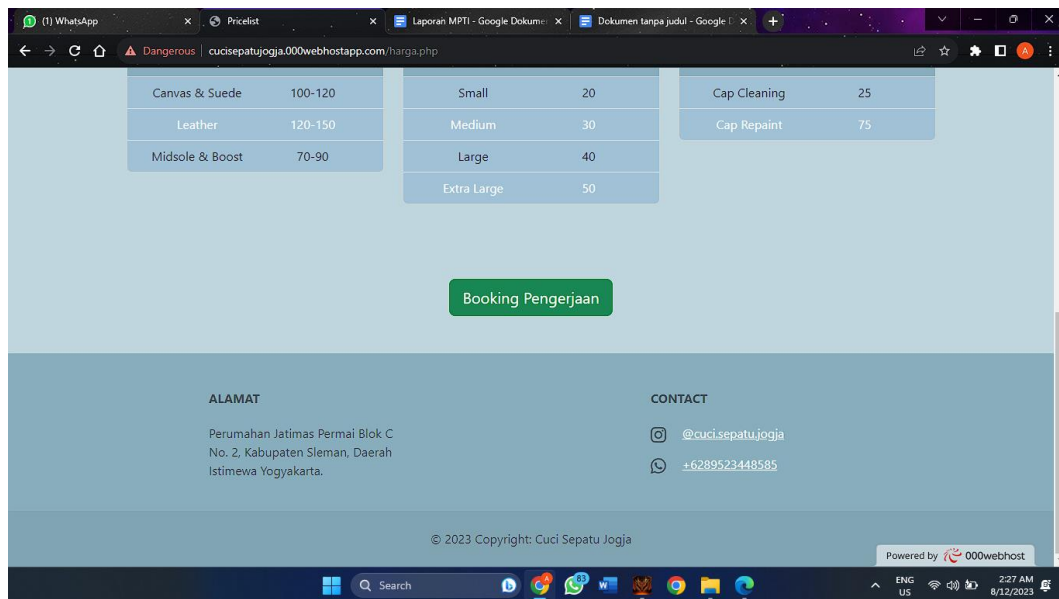 (1) WhatsApp
Pricelist
Laporan MPTI - Google Dokumen
Dokumen tanpa judul - Google D
Dangerous
cucisepatujogja.000webhostapp.com/harga.php
A
Canvas & Suede 100-120
Leather 120-150
Midsole & Boost 70-90
Small 20
Medium 30
Large 40
Extra Large 50
Cap Cleaning 25
Cap Repaint 75
Booking Pengerjaan
ALAMAT
Perumahan Jatimas Permai Blok C
No. 2, Kabupaten Sleman, Daerah
Istimewa Yogyakarta.
CONTACT
@cuci.sepatu.jogja
+6289523448585
© 2023 Copyright: Cuci Sepatu Jogja
Powered by 000webhost
Search
83
ENG
US
2:27 AM
8/12/2023